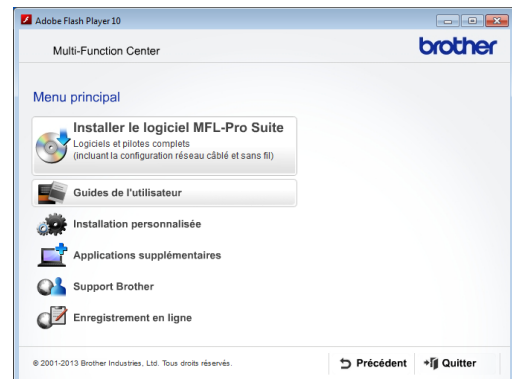 Adobe Flash Player 10
Multi-Function Center
brother
Menu principal
Installer le logiciel MFL-Pro Suite
Logiciels et pilotes complets
(incluant la configuration réseau câblé et sans fil)
Guides de l'utilisateur
Installation personnalisée
Applications supplémentaires
Support Brother
Enregistrement en ligne
© 2001-2013 Brother Industries, Ltd. Tous droits réservés.
Précédent
Quitter